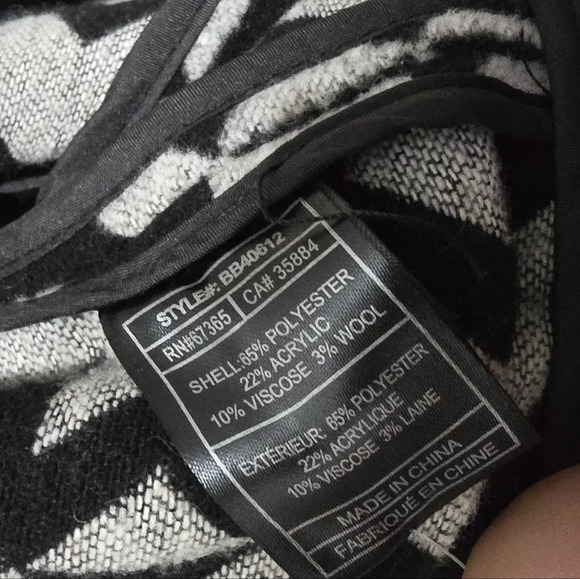 STYLE#: BB40612
RN#67365 CA# 35884
SHELL:65% POLYESTER
22% ACRYLIC
10% VISCOSE 3% WOOL
EXTERIEUR: 65% POLYESTER
22% ACRYLIQUE
10% VISCOSE 3% LAINE
MADE IN CHINA
FABRIQUÉ EN CHINE